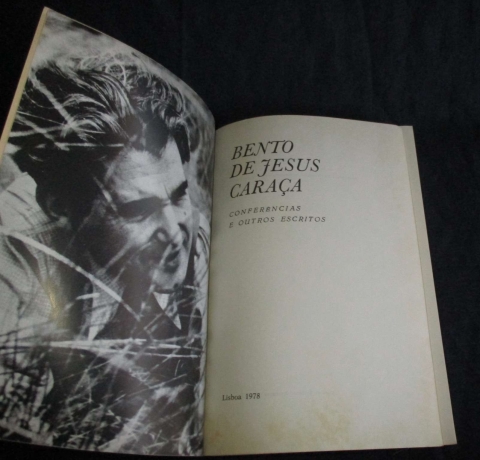 BENTO
DE JESUS
CARAÇA
CONFERÊNCIAS
E OUTROS ESCRITOS
Lisboa 1978